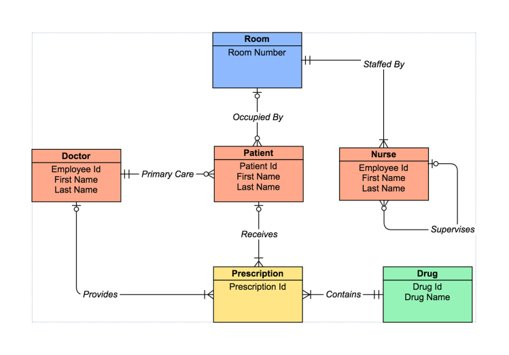 Room
Room Number
Staffed By
Occupied By
Doctor
Employee Id
First Name
Last Name
Primary Care
Patient
Patient Id
First Name
Last Name
Nurse
Employee Id
First Name
Last Name
Supervises
Receives
Provides
Prescription
Prescription Id
Contains
Drug
Drug Id
Drug Name